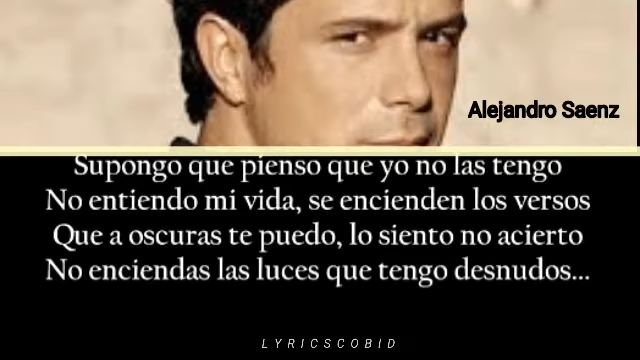 Alejandro Saenz
Supongo que pienso que yo no las tengo
No entiendo mi vida, se encienden los versos
Que a oscuras te puedo, lo siento no acierto
No enciendas las luces que tengo desnudos...
LYRICSCOBID